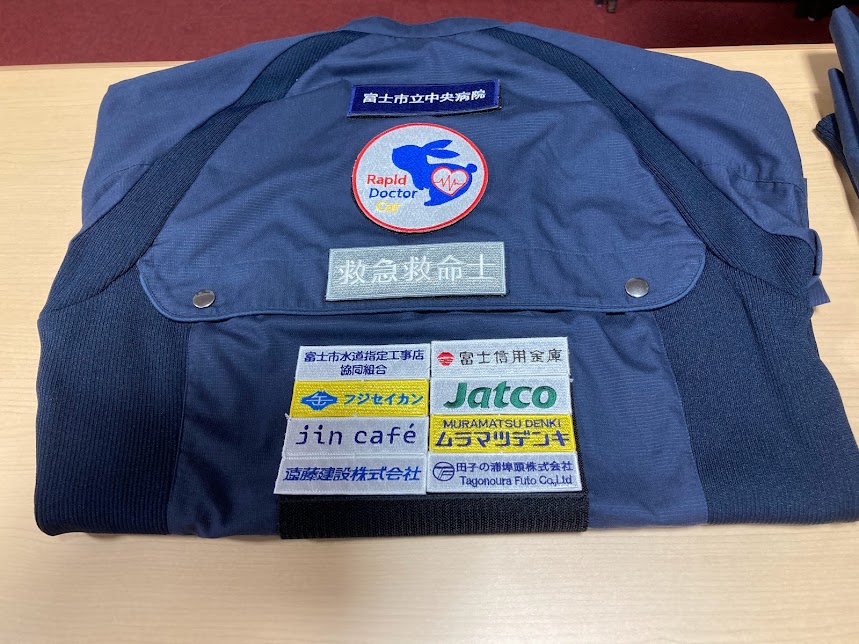 富士市立中央病院
Rapid
Doctor
Car
救急救命士
富士市水道指定工事店
協同組合
富士信用金庫
フジセイカン
Jatco
jin café
MURAMATSU DENKI
ムラマツデンキ
遠藤建設株式会社
田子の浦埠頭株式会社
Tagonoura Futo Co,Ltd